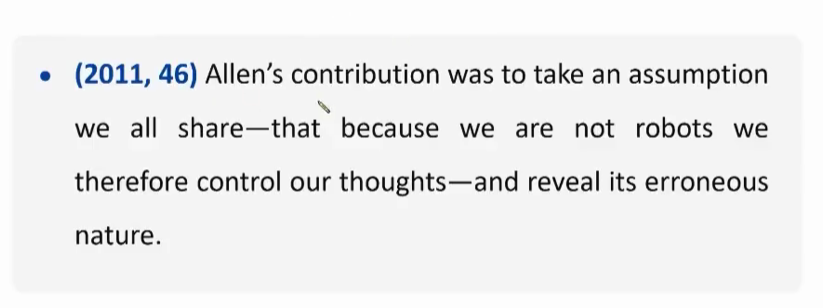 • (2011, 46) Allen’s contribution was to take an assumption
we all share—that because we are not robots we
therefore control our thoughts—and reveal its erroneous
nature.